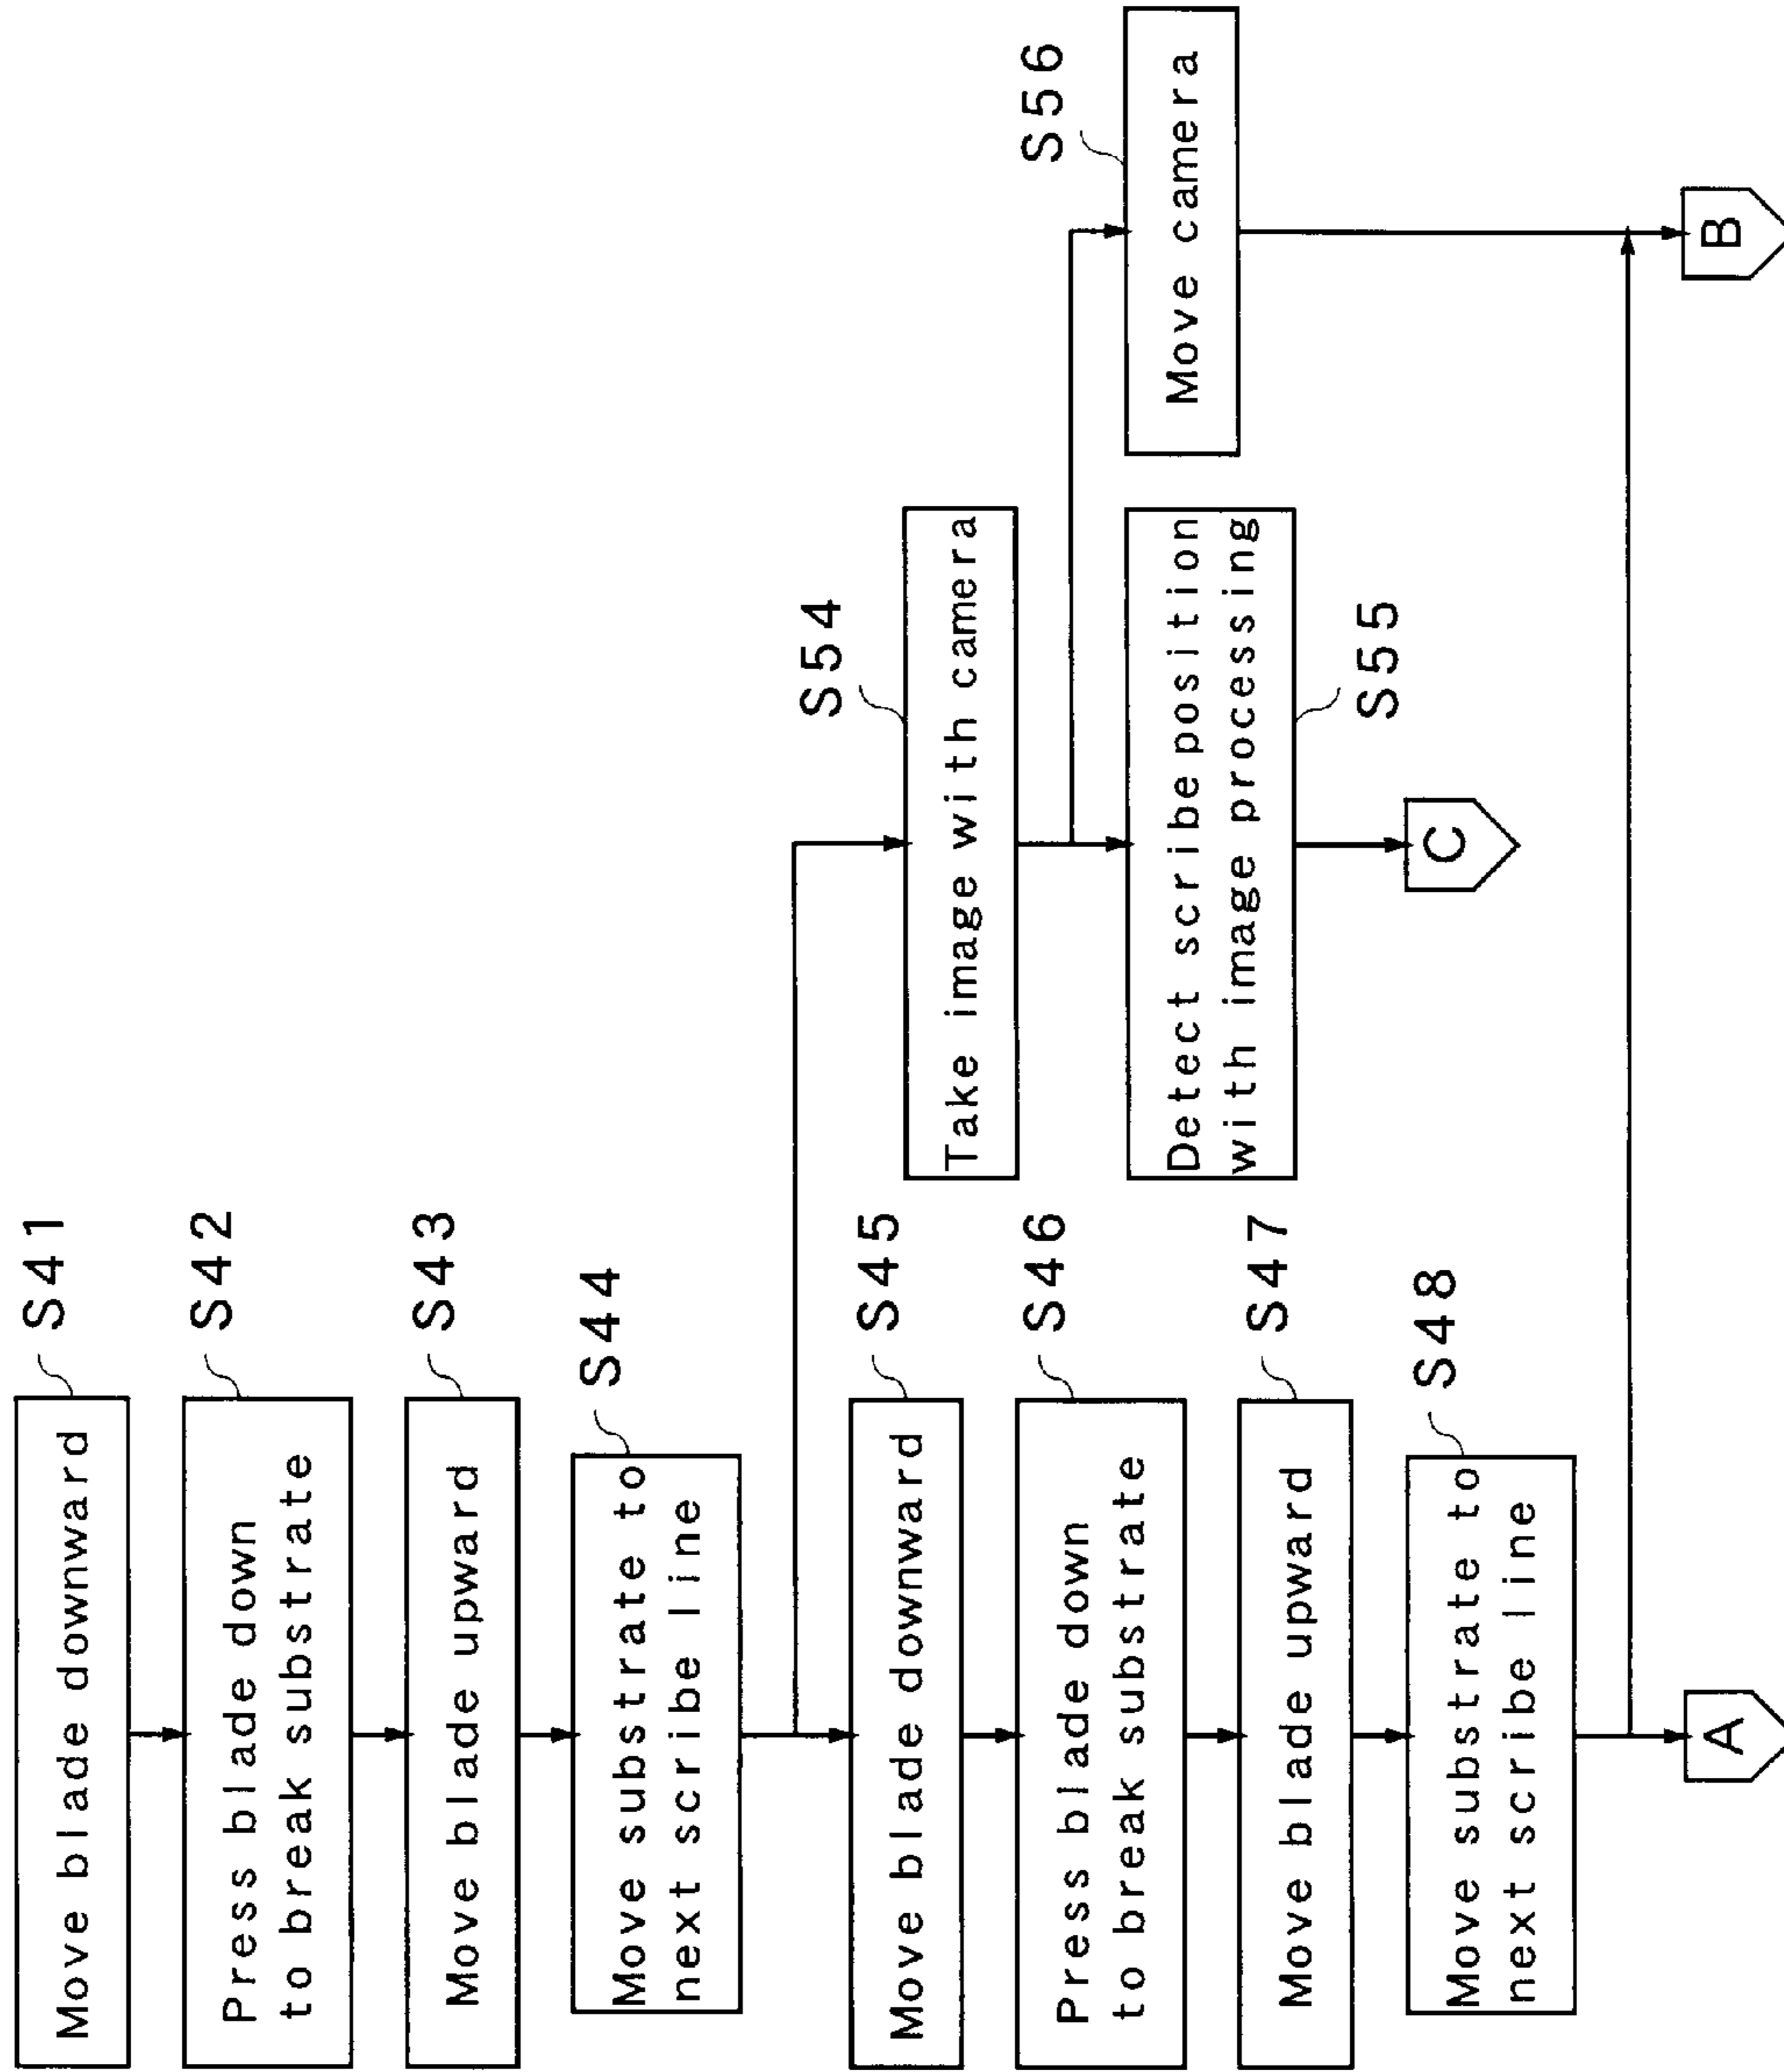 Move blade downward
S41
Press blade down
to break substrate
S42
Move blade upward
S43
Move substrate to
next scribe line
S44
Move blade downward
S45
Press blade down
to break substrate
S46
Move blade upward
S47
Move substrate to
next scribe line
S48
A
S54
Take image with camera
Detect scribeposition
with image processing
S55
C
S56
Move camera
B